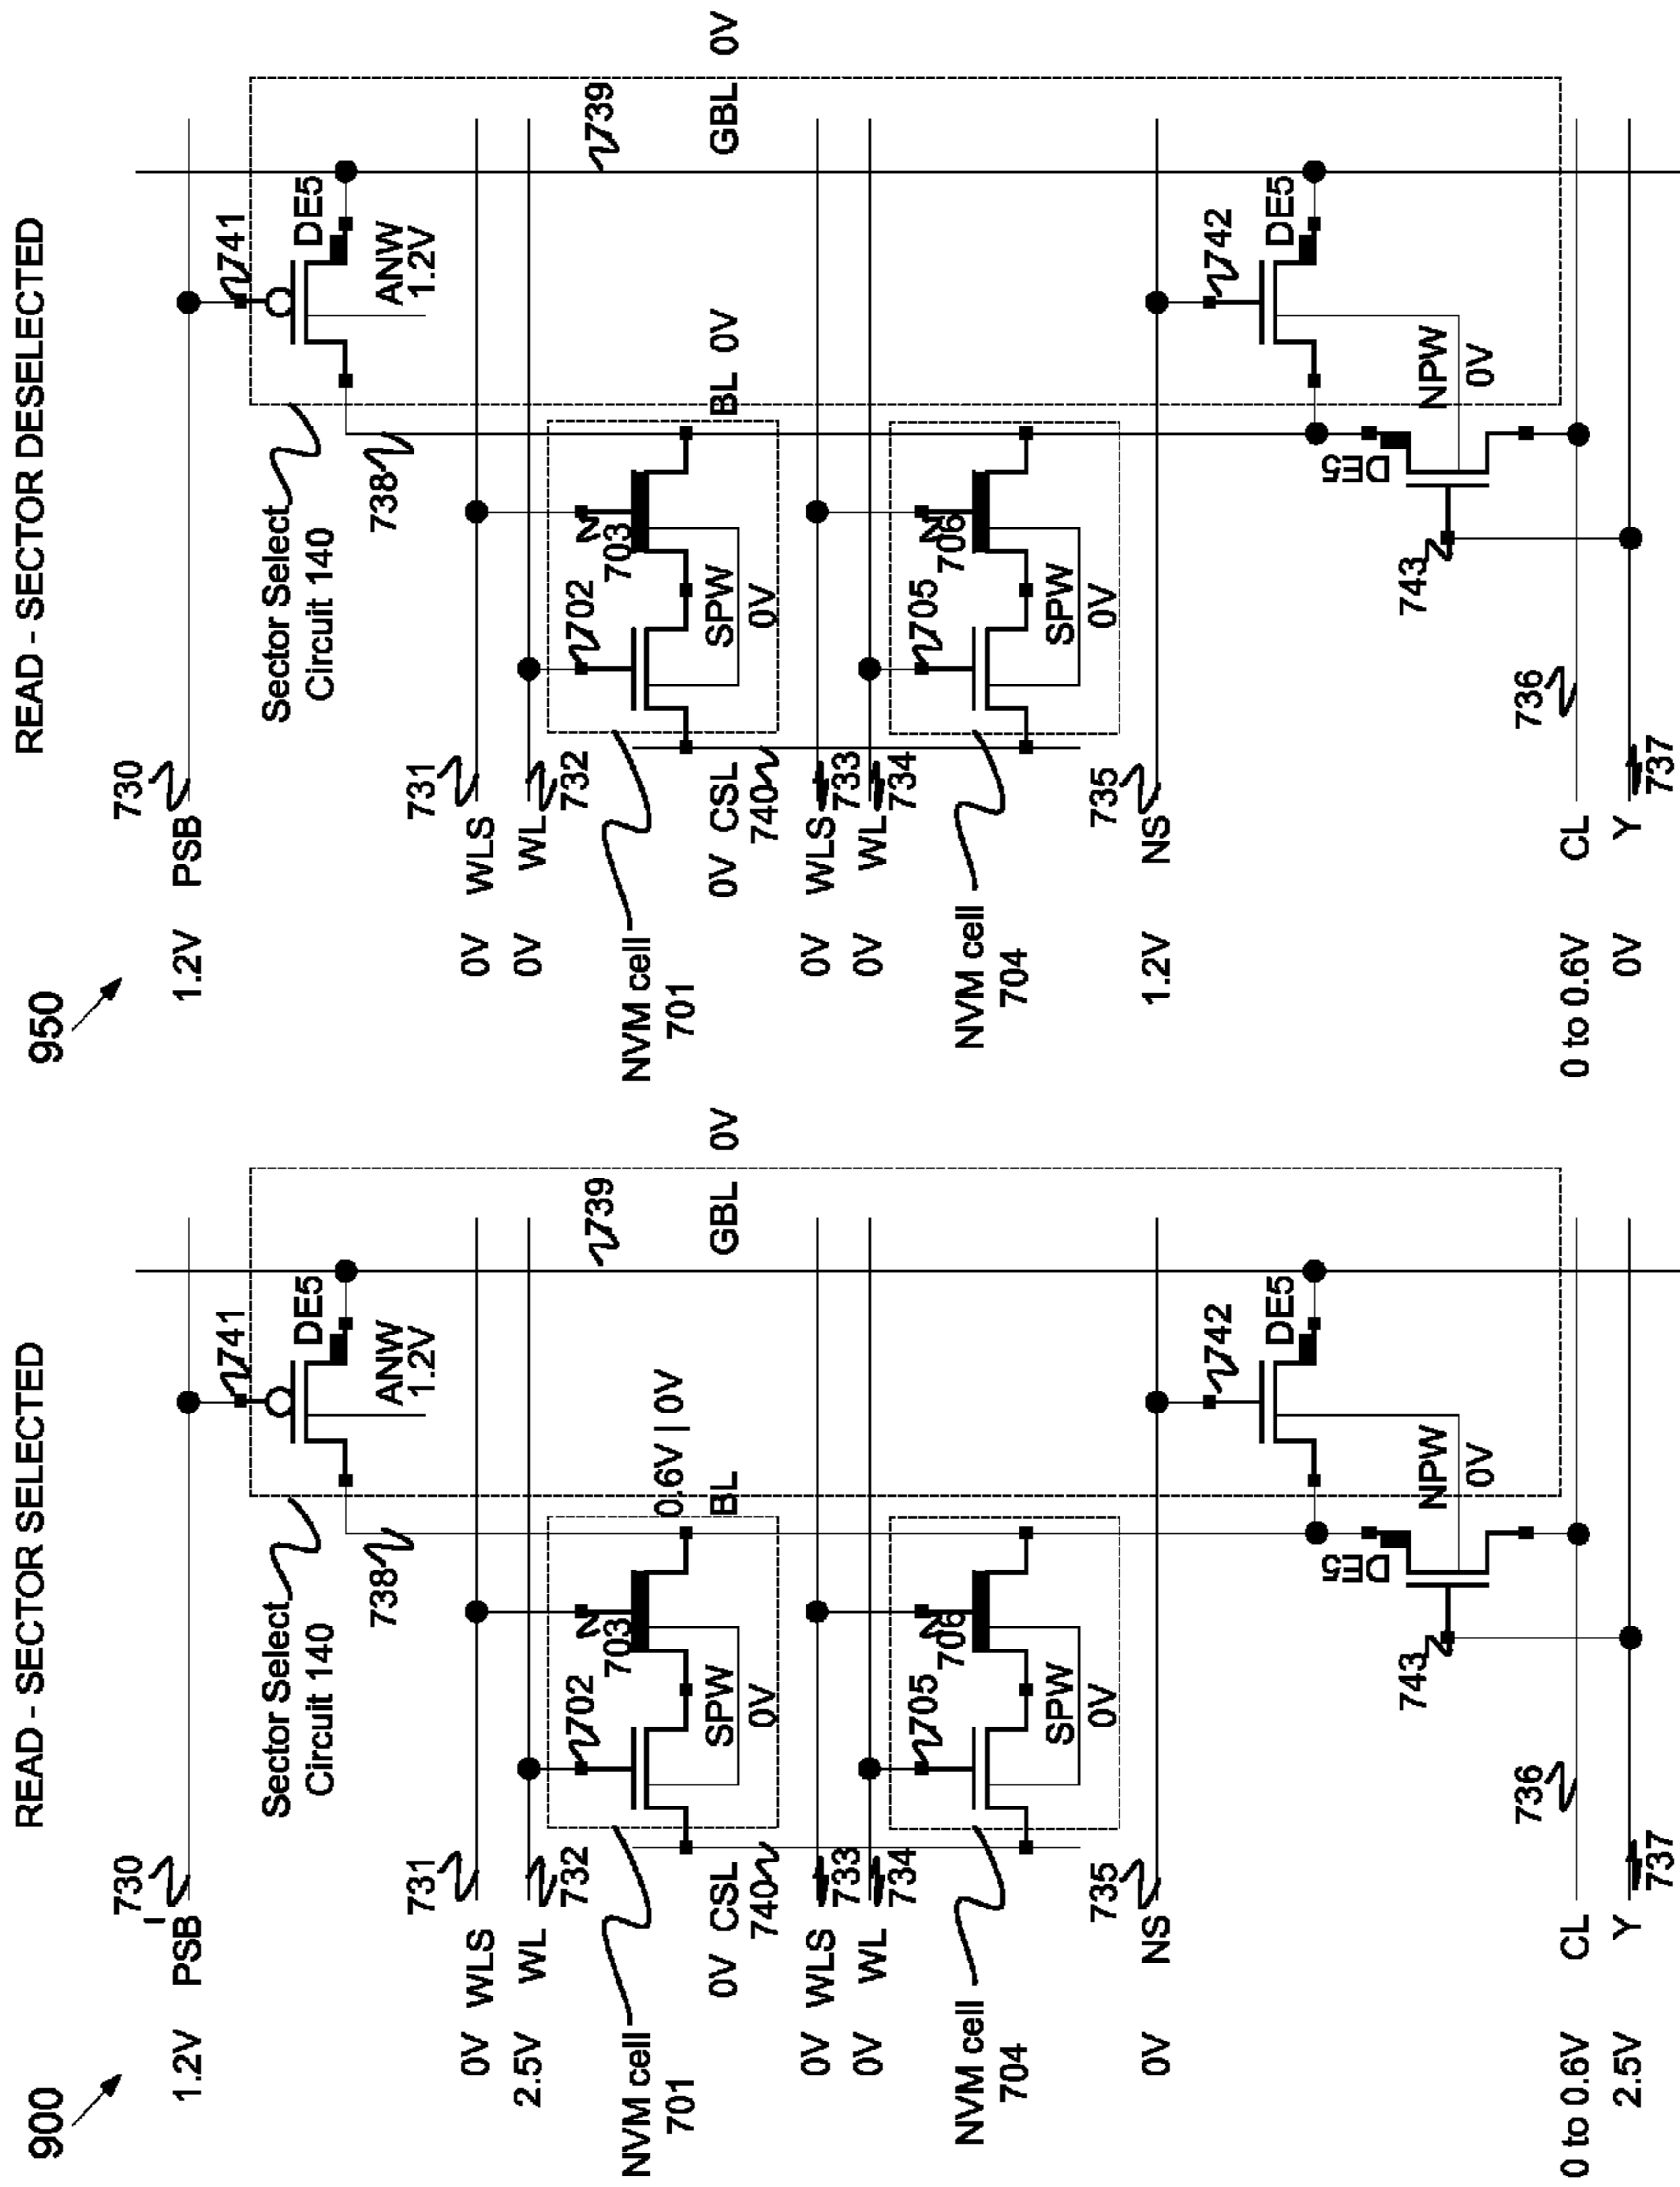 READ - SECTOR SELECTED
900
730
1.2V PSB
741
DE5
Sector Select
Circuit 140
ANW
1.2V
738
731
0V WLS
2.5V WL
732
702
703
739
0.6V | 0V
BL
GBL 0V
SPW
0V
NVM cell
701
0V CSL
740
0V WLS
733
0V WL
734
705
706
SPW
0V
NVM cell
704
735
0V NS
742
DE5
NPW
0V
DE5
743
736
0 to 0.6V CL
2.5V Y
737
READ - SECTOR DESELECTED
950
730
1.2V PSB
741
DE5
Sector Select
Circuit 140
ANW
1.2V
738
731
0V WLS
0V WL
732
702
703
739
BL 0V
GBL 0V
SPW
0V
NVM cell
701
0V CSL
740
0V WLS
733
0V WL
734
705
706
SPW
0V
NVM cell
704
735
1.2V NS
742
DE5
NPW
0V
DE5
743
736
0 to 0.6V CL
0V Y
737